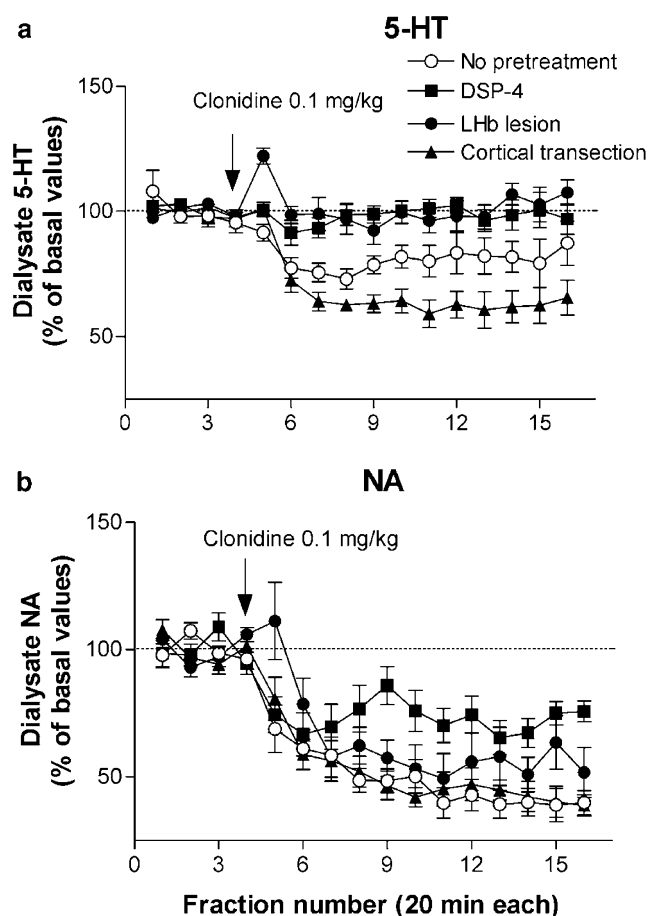 a
5-HT
No pretreatment
DSP-4
LHb lesion
Cortical transection
Clonidine 0.1 mg/kg
Dialysate 5-HT
(% of basal values)
150
100
50
0 3 6 9 12 15
b
NA
Clonidine 0.1 mg/kg
Dialysate NA
(% of basal values)
150
100
50
0 3 6 9 12 15
Fraction number (20 min each)